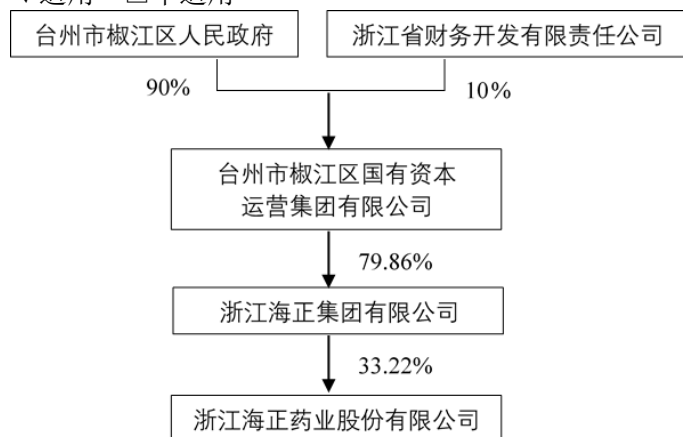 台州市椒江区人民政府
浙江省财务开发有限责任公司
90%
10%
台州市椒江区国有资本
运营集团有限公司
79.86%
浙江海正集团有限公司
33.22%
浙江海正药业股份有限公司